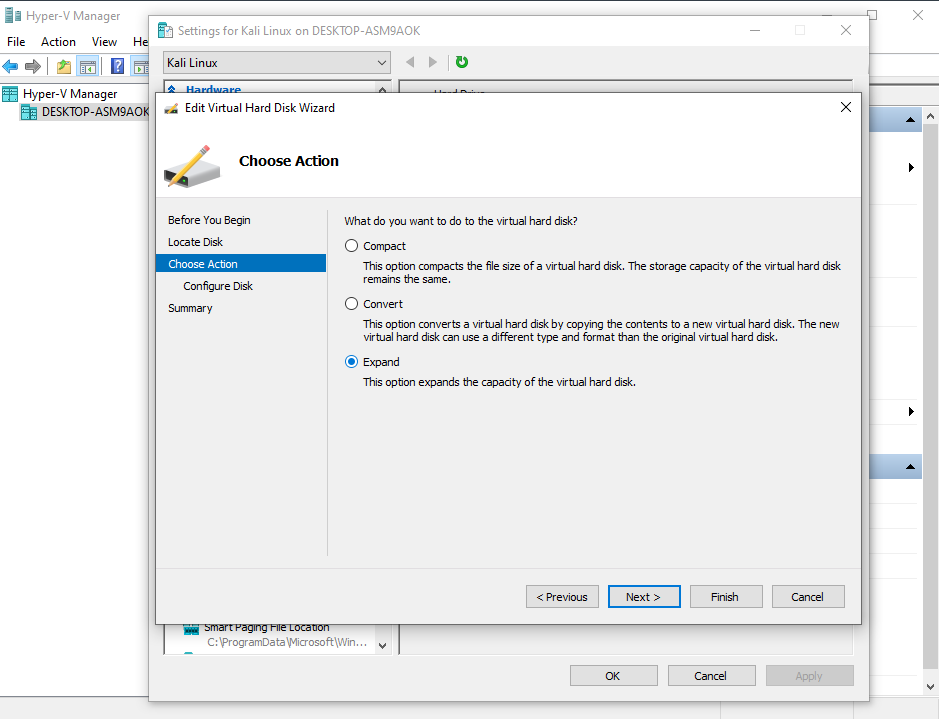 Hyper-V Manager
File Action View He
Hyper-V Manager
DESKTOP-ASM9AOK
Settings for Kali Linux on DESKTOP-ASM9AOK
Kali Linux
Hardware
Hard Drive
Edit Virtual Hard Disk Wizard
Choose Action
Before You Begin
Locate Disk
Choose Action
Configure Disk
Summary
What do you want to do to the virtual hard disk?
Compact
This option compacts the file size of a virtual hard disk. The storage capacity of the virtual hard disk
remains the same.
Convert
This option converts a virtual hard disk by copying the contents to a new virtual hard disk. The new
virtual hard disk can use a different type and format than the original virtual hard disk.
Expand
This option expands the capacity of the virtual hard disk.
< Previous Next > Finish Cancel
Smart Paging File Location
C:\ProgramData\Microsoft\Win...
OK Cancel Apply